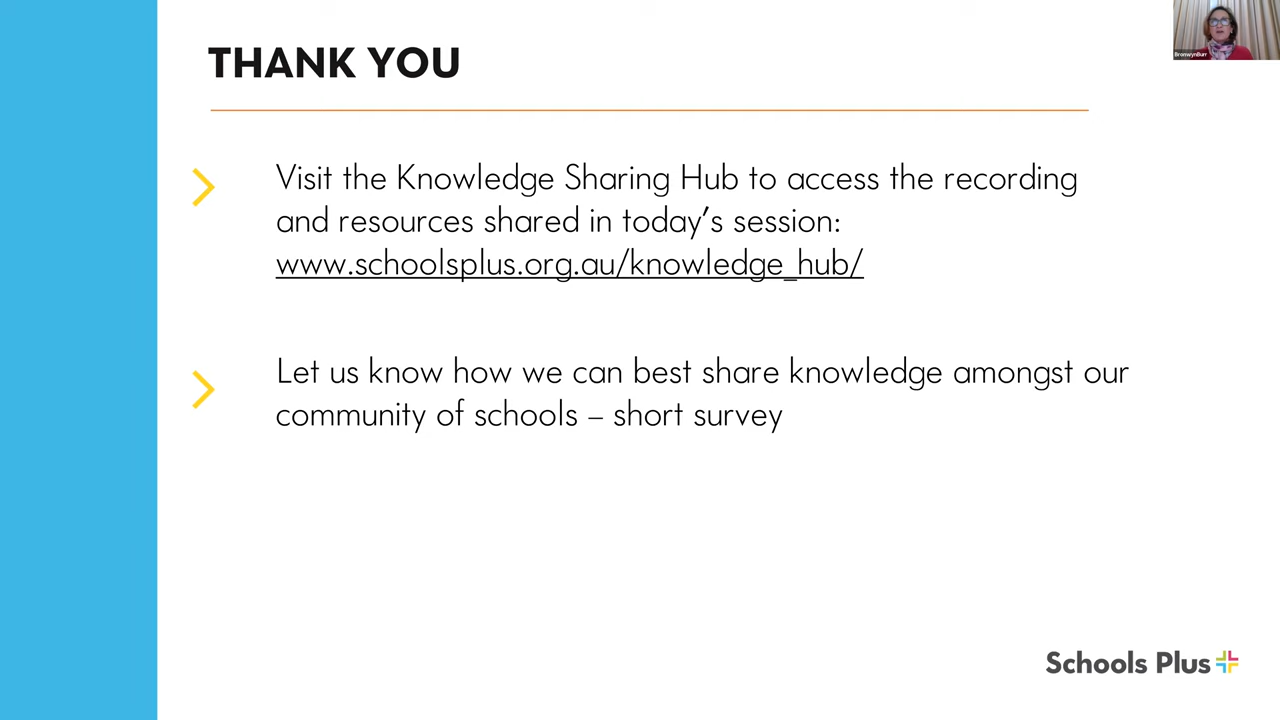 THANK YOU
Visit the Knowledge Sharing Hub to access the recording
and resources shared in today's session:
www.schoolsplus.org.au/knowledge_hub/
Let us know how we can best share knowledge amongst our
community of schools – short survey
Schools Plus
BronwynBurr